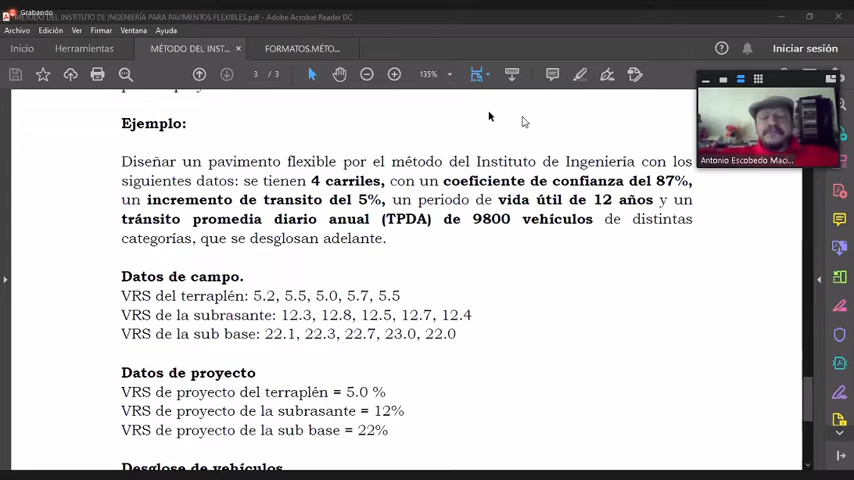 Grabando
MÉTODO DEL INSTITUTO DE INGENIERÍA PARA PAVIMENTOS FLEXIBLES.pdf - Adobe Acrobat Reader DC
Archivo Edición Ver Firmar Ventana Ayuda
Inicio Herramientas MÉTODO DEL INST... × FORMATOS.MÉTO... Iniciar sesión
3 / 3 135%
Ejemplo:
Diseñar un pavimento flexible por el método del Instituto de Ingeniería con los
siguientes datos: se tienen 4 carriles, con un coeficiente de confianza del 87%,
un incremento de transito del 5%, un periodo de vida útil de 12 años y un
tránsito promedia diario anual (TPDA) de 9800 vehículos de distintas
categorías, que se desglosan adelante.
Datos de campo.
VRS del terraplén: 5.2, 5.5, 5.0, 5.7, 5.5
VRS de la subrasante: 12.3, 12.8, 12.5, 12.7, 12.4
VRS de la sub base: 22.1, 22.3, 22.7, 23.0, 22.0
Datos de proyecto
VRS de proyecto del terraplén = 5.0 %
VRS de proyecto de la subrasante = 12%
VRS de proyecto de la sub base = 22%
Desglose de vehículos
Antonio Escobedo Maci...